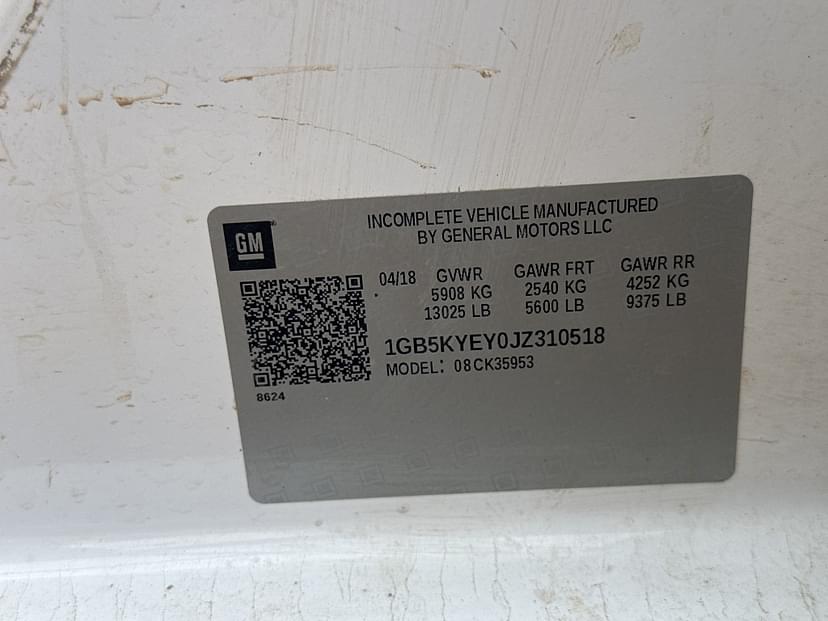 INCOMPLETE VEHICLE MANUFACTURED
BY GENERAL MOTORS LLC
GM
04/18 GVWR GAWR FRT GAWR RR
5908 KG 2540 KG 4252 KG
13025 LB 5600 LB 9375 LB
1GB5KYEY0JZ310518
MODEL: 08CK35953
8624